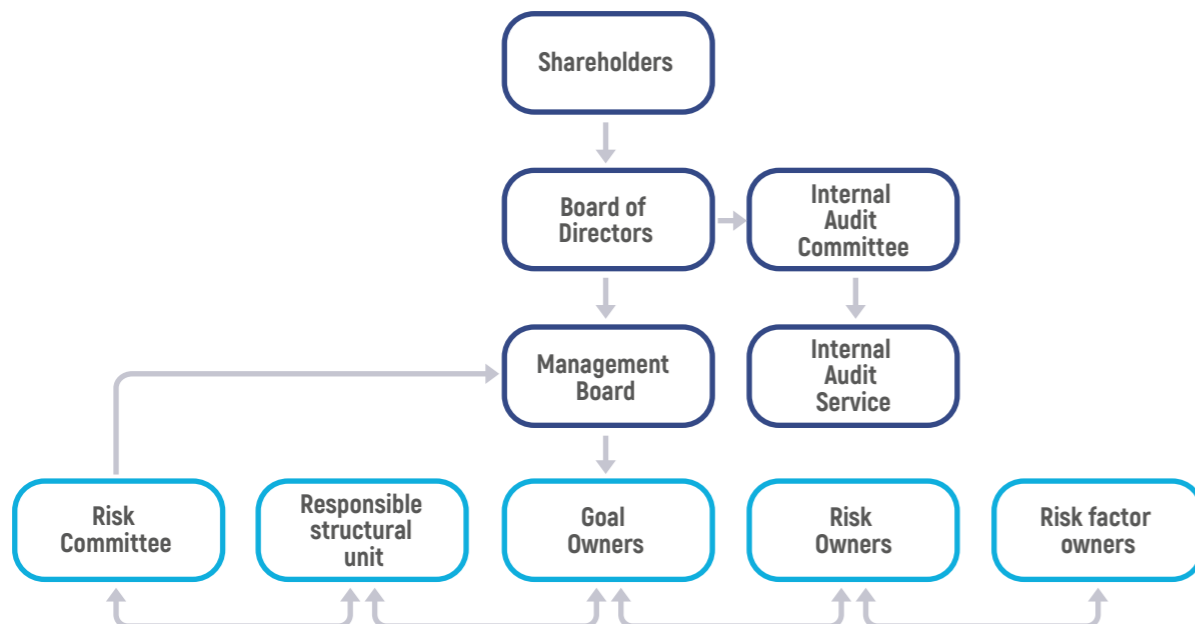 Shareholders
Board of
Directors
Internal
Audit
Committee
Management
Board
Internal
Audit
Service
Risk
Committee
Responsible
structural
unit
Goal
Owners
Risk
Owners
Risk factor
owners